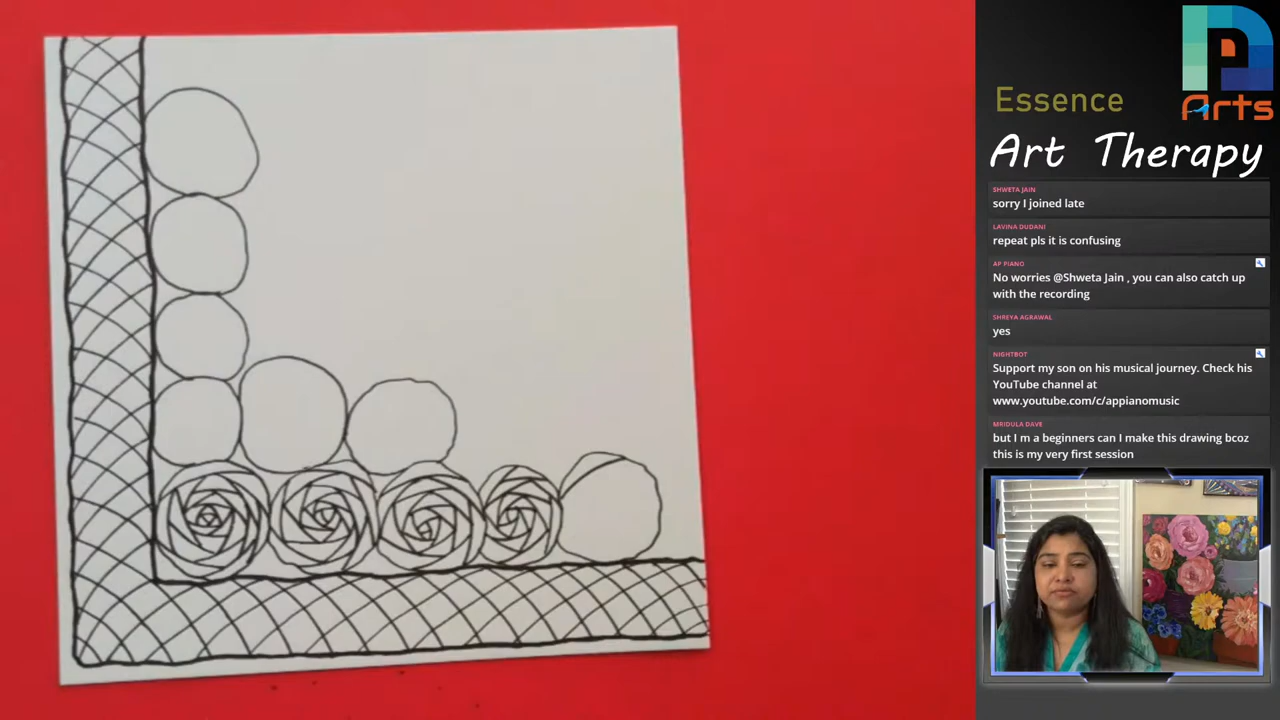 Essence
Arts
Art Therapy
SHWETA JAIN
sorry I joined late
LAVINA DUDANI
repeat pls it is confusing
AP PIANO
No worries @Shweta Jain , you can also catch up
with the recording
SHREYA AGRAWAL
yes
NIGHTBOT
Support my son on his musical journey. Check his
YouTube channel at
www.youtube.com/c/appianomusic
MRIDULA DAVE
but I m a beginners can I make this drawing bcoz
this is my very first session